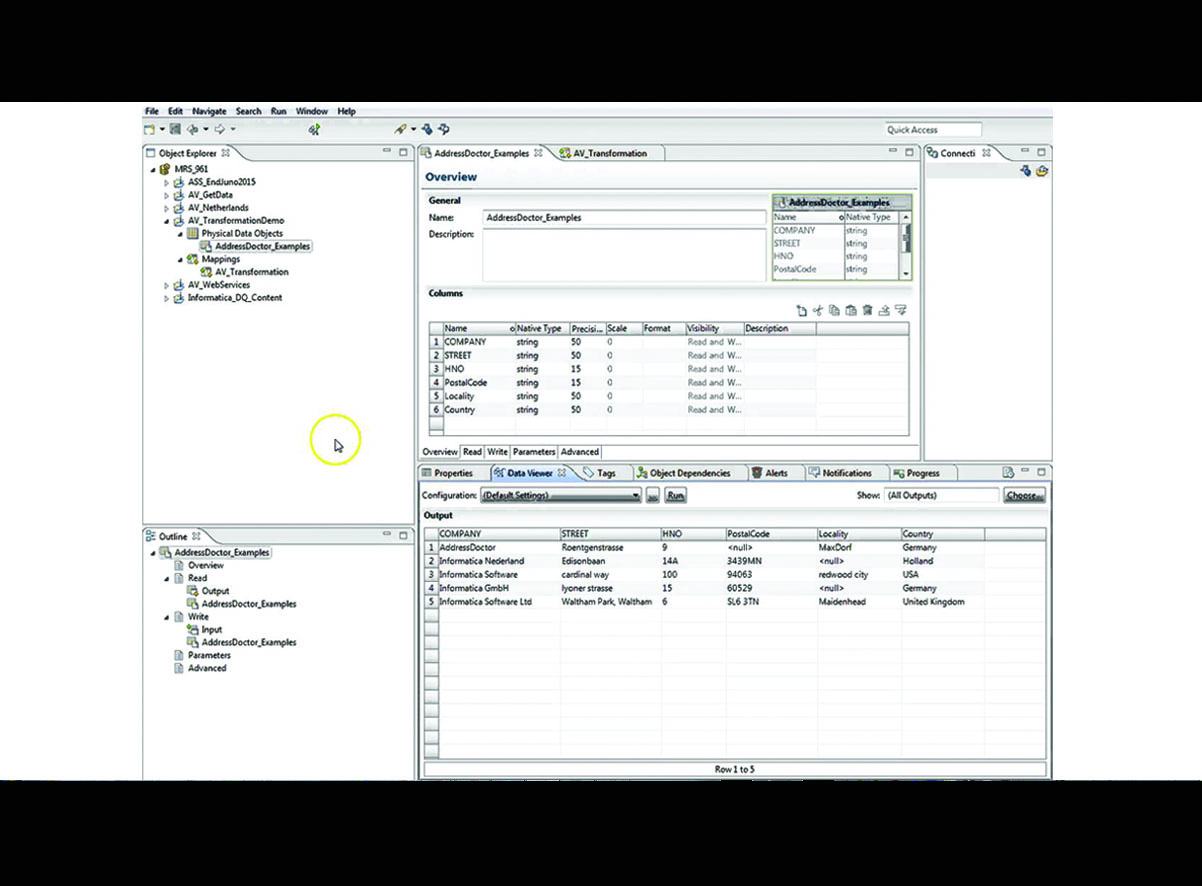 File Edit Navigate Search Run Window Help
Quick Access
Object Explorer
MRS_961
ASS_EndJuno2015
AV_GetData
AV_Netherlands
AV_TransformationDemo
Physical Data Objects
AddressDoctor_Examples
Mappings
AV_Transformation
AV_WebServices
Informatica_DQ_Content
AddressDoctor_Examples AV_Transformation
Overview
General
Name: AddressDoctor_Examples
Description:
AddressDoctor_Examples
Name Native Type
COMPANY string
STREET string
HNO string
PostalCode string
Columns
Name Native Type Precisi... Scale Format Visibility Description
1 COMPANY string 50 0 Read and W...
2 STREET string 50 0 Read and W...
3 HNO string 15 0 Read and W...
4 PostalCode string 15 0 Read and W...
5 Locality string 50 0 Read and W...
6 Country string 50 0 Read and W...
Overview Read Write Parameters Advanced
Connecti
Properties Data Viewer Tags Object Dependencies Alerts Notifications Progress
Configuration: (Default Settings) ... Run Show: (All Outputs) Choose...
Output
COMPANY STREET HNO PostalCode Locality Country
1 AddressDoctor Roentgenstrasse 9 <null> MaxDorf Germany
2 Informatica Nederland Edisonbaan 14A 3439MN <null> Holland
3 Informatica Software cardinal way 100 94063 redwood city USA
4 Informatica GmbH lyoner strasse 15 60529 <null> Germany
5 Informatica Software Ltd Waltham Park, Waltham 6 SL6 3TN Maidenhead United Kingdom
Row 1 to 5
Outline
AddressDoctor_Examples
Overview
Read
Output
AddressDoctor_Examples
Write
Input
AddressDoctor_Examples
Parameters
Advanced